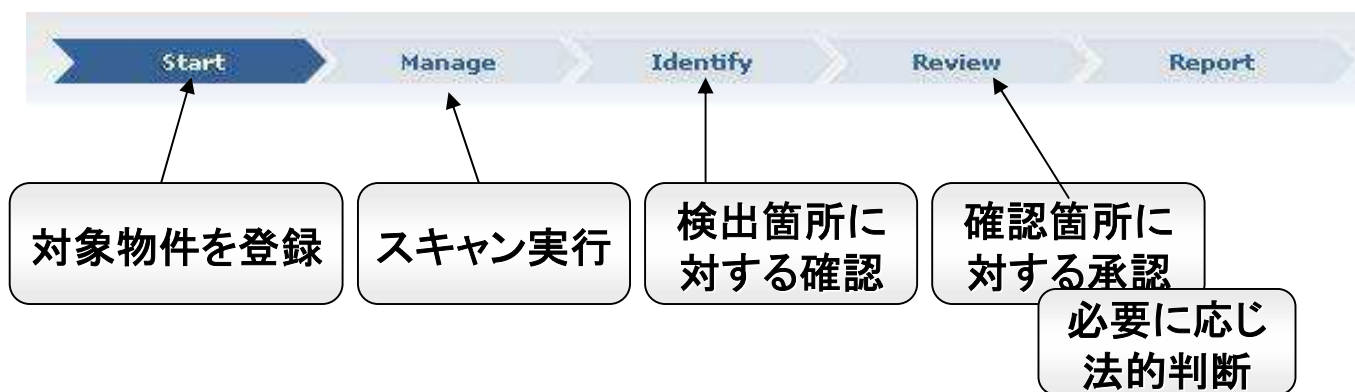 Start
Manage
Identify
Review
Report
対象物件を登録
スキャン実行
検出箇所に
対する確認
確認箇所に
対する承認
必要に応じ
法的判断